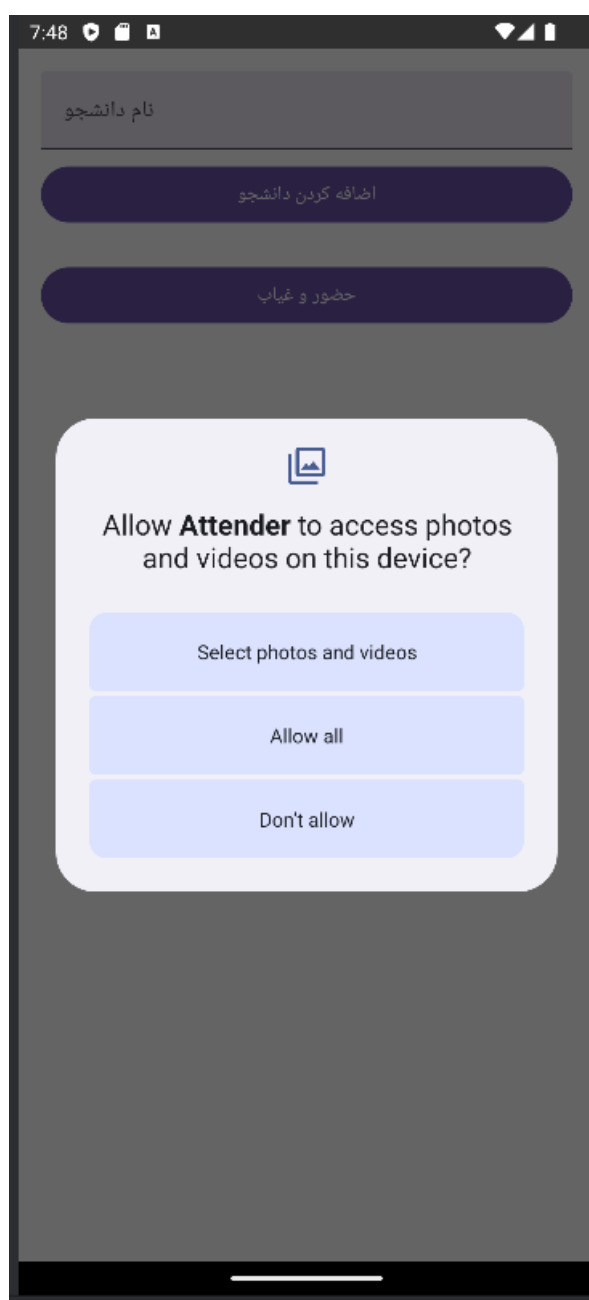 7:48
نام دانشجو
اضافه کردن دانشجو
حضور و غیاب
Allow Attender to access photos
and videos on this device?
Select photos and videos
Allow all
Don't allow